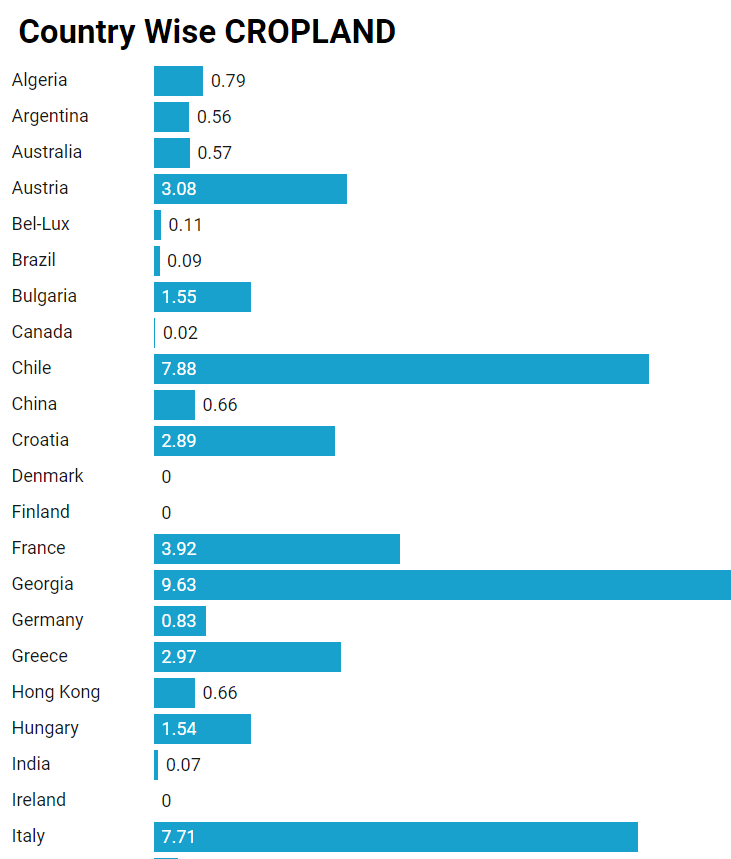 Country Wise CROPLAND
Algeria 0.79
Argentina 0.56
Australia 0.57
Austria 3.08
Bel-Lux 0.11
Brazil 0.09
Bulgaria 1.55
Canada 0.02
Chile 7.88
China 0.66
Croatia 2.89
Denmark 0
Finland 0
France 3.92
Georgia 9.63
Germany 0.83
Greece 2.97
Hong Kong 0.66
Hungary 1.54
India 0.07
Ireland 0
Italy 7.71